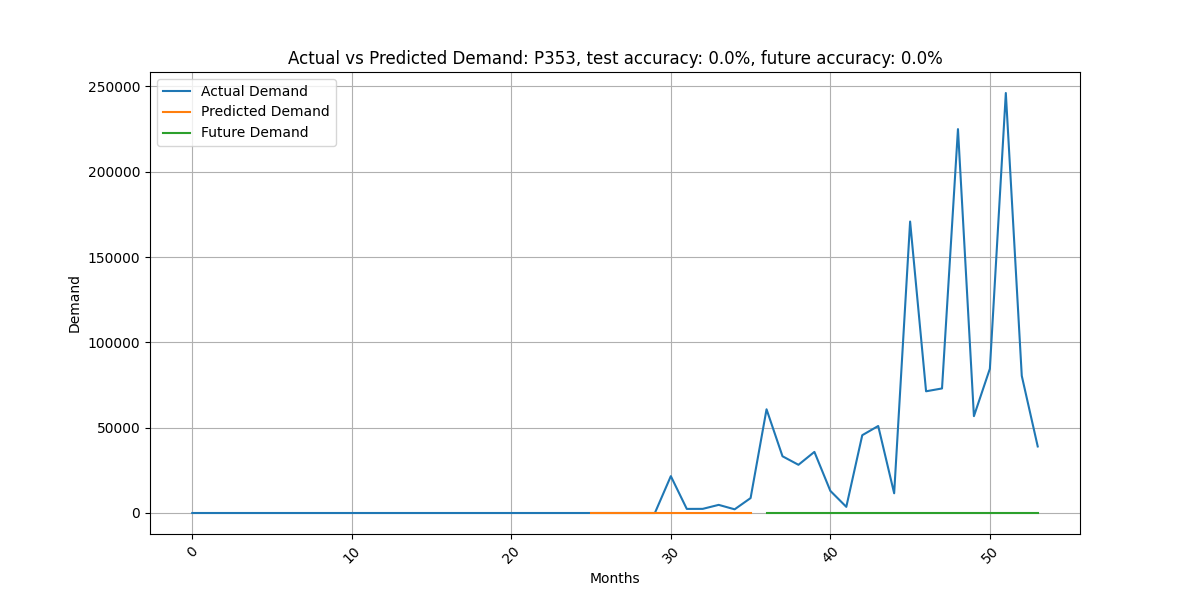 Actual vs Predicted Demand: P353, test accuracy: 0.0%, future accuracy: 0.0%
Actual Demand
Predicted Demand
Future Demand
250000
200000
150000
100000
50000
0
Demand
0
10
20
30
40
50
Months